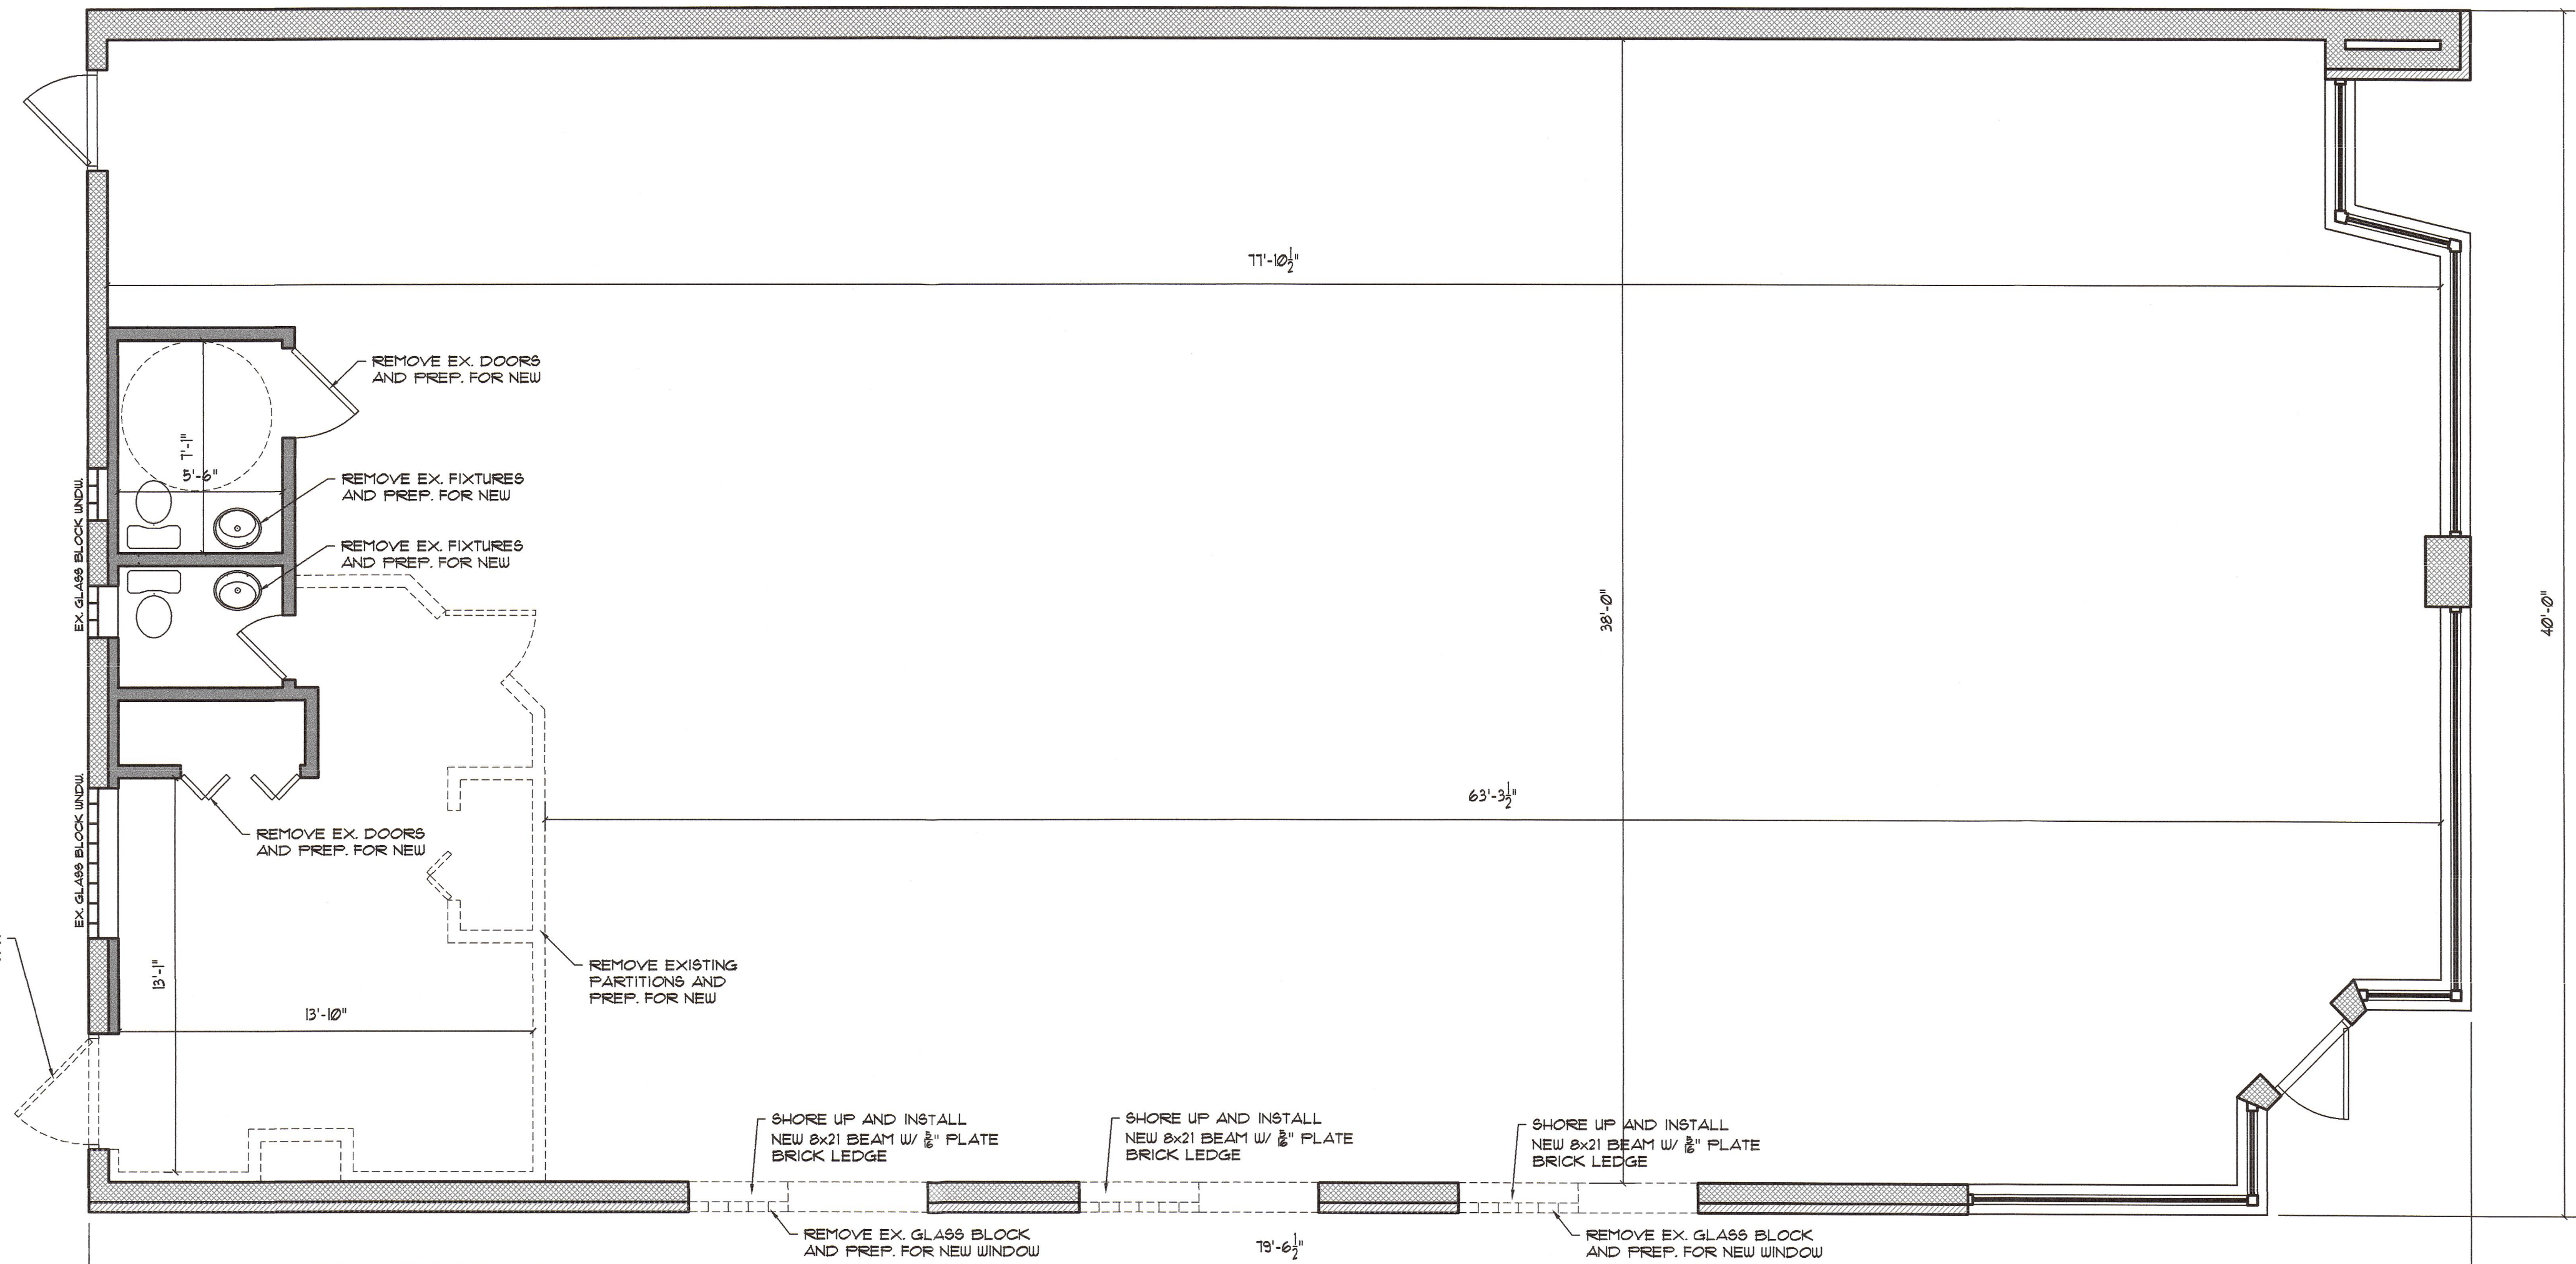 77'-10 1/2"
REMOVE EX. DOORS
AND PREP. FOR NEW
7'-1"
5'-6"
REMOVE EX. FIXTURES
AND PREP. FOR NEW
EX. GLASS BLOCK WNDW.
REMOVE EX. FIXTURES
AND PREP. FOR NEW
38'-0"
40'-0"
63'-3 1/2"
EX. GLASS BLOCK WNDW.
REMOVE EX. DOORS
AND PREP. FOR NEW
REMOVE EXISTING
PARTITIONS AND
PREP. FOR NEW
13'-1"
13'-10"
SHORE UP AND INSTALL
NEW 8x21 BEAM W/ 5/16" PLATE
BRICK LEDGE
SHORE UP AND INSTALL
NEW 8x21 BEAM W/ 5/16" PLATE
BRICK LEDGE
SHORE UP AND INSTALL
NEW 8x21 BEAM W/ 5/16" PLATE
BRICK LEDGE
REMOVE EX. GLASS BLOCK
AND PREP. FOR NEW WINDOW
79'-6 1/2"
REMOVE EX. GLASS BLOCK
AND PREP. FOR NEW WINDOW